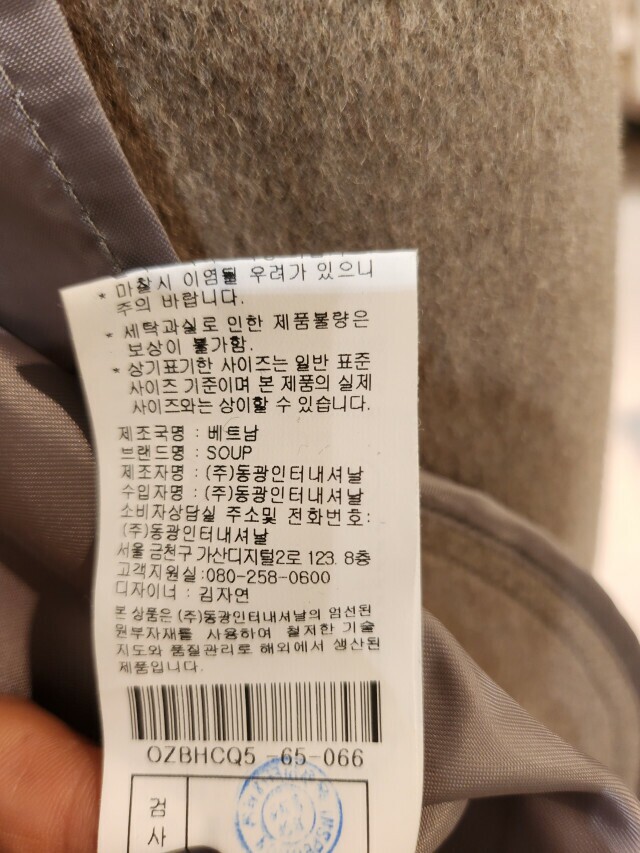 * 마찰시 이염될 우려가 있으니
주의 바랍니다.
* 세탁과실로 인한 제품불량은
보상이 불가함.
* 상기표기한 사이즈는 일반 표준
사이즈 기준이며 본 제품의 실제
사이즈와는 상이할 수 있습니다.
제조국명 : 베트남
브랜드명 : SOUP
제조자명 : (주)동광인터내셔날
수입자명 : (주)동광인터내셔날
소비자상담실 주소및 전화번호:
(주)동광인터내셔날
서울 금천구 가산디지털2로 123. 8층
고객지원실:080-258-0600
디자이너 : 김자연
본 상품은 (주)동광인터내셔날의 엄선된
원부자재를 사용하여 철저한 기술
지도와 품질관리로 해외에서 생산된
제품입니다.
OZBHCQ5 -65-066
검
사